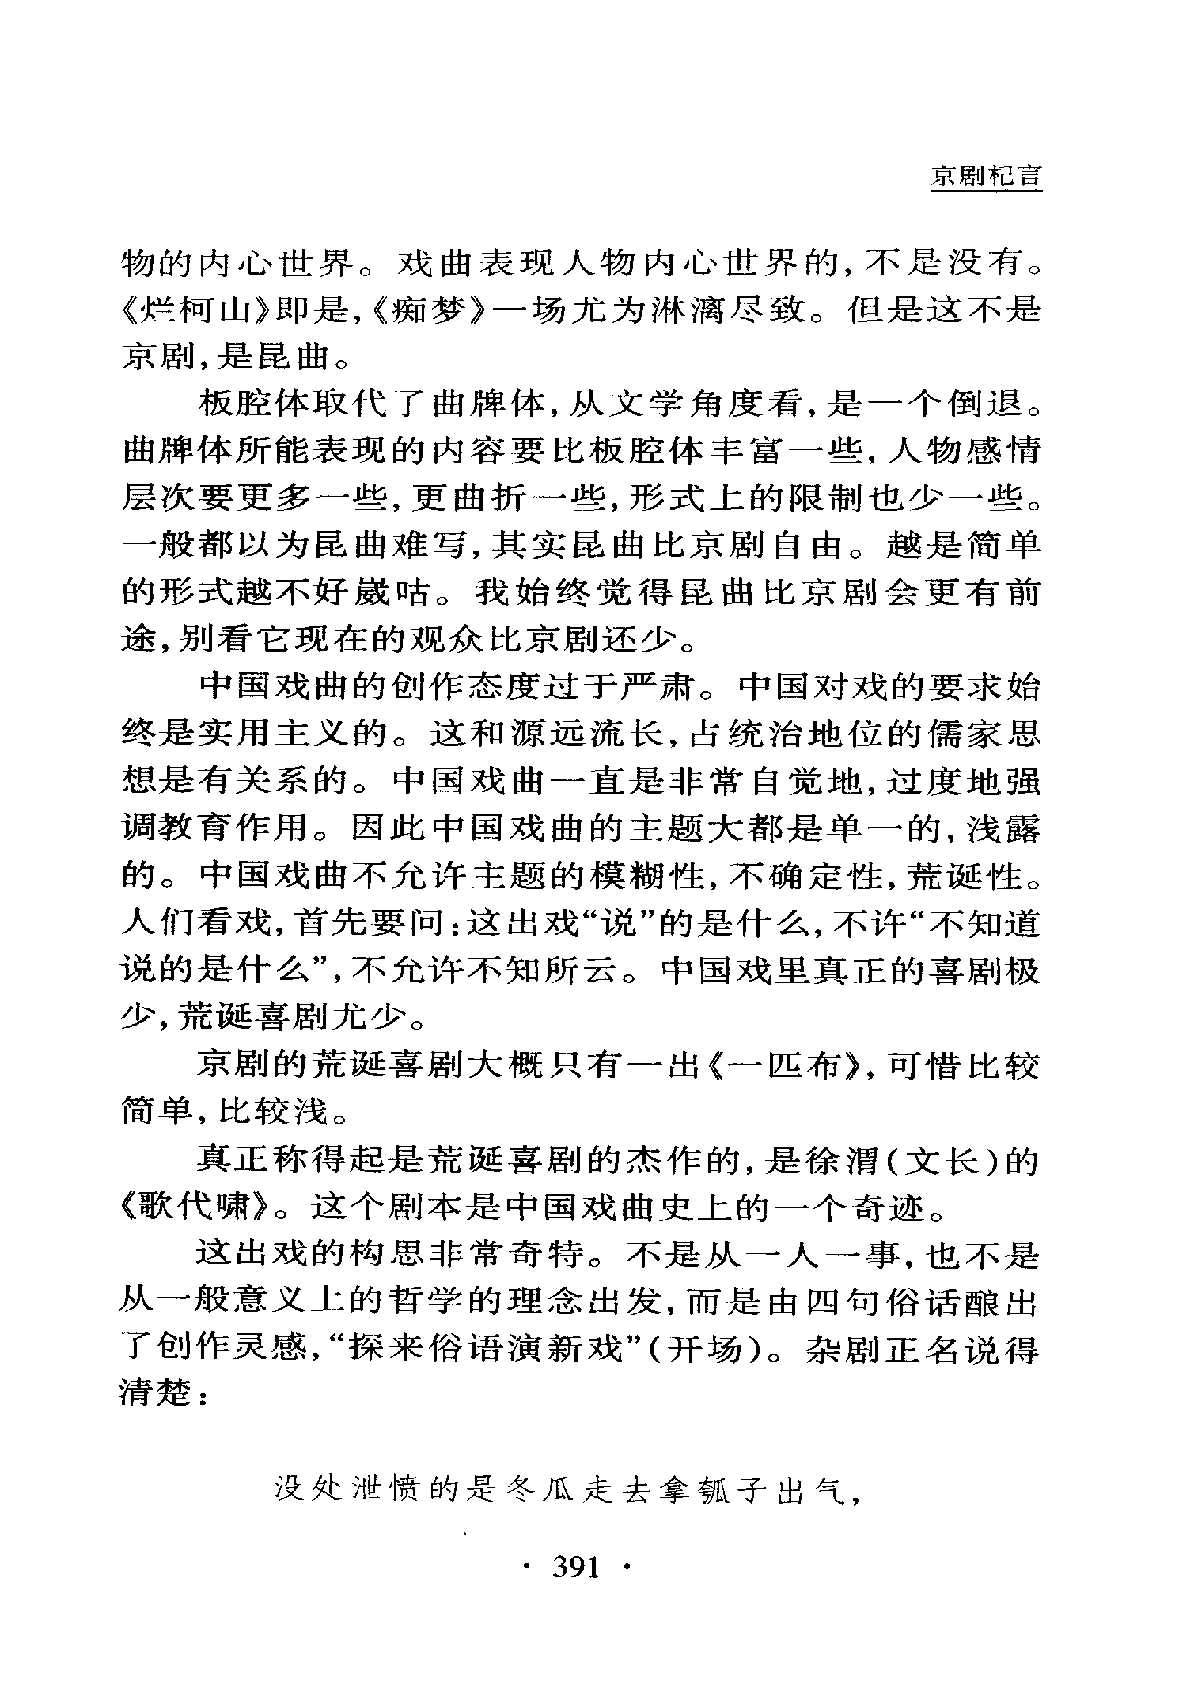 京剧杞言
物的内心世界。戏曲表现人物内心世界的,不是没有。
《烂柯山》即是,《痴梦》一场尤为淋漓尽致。但是这不是
京剧,是昆曲。
板腔体取代了曲牌体,从文学角度看,是一个倒退。
曲牌体所能表现的内容要比板腔体丰富一些,人物感情
层次要更多一些,更曲折一些,形式上的限制也少一些。
一般都以为昆曲难写,其实昆曲比京剧自由。越是简单
的形式越不好崴咕。我始终觉得昆曲比京剧会更有前
途,别看它现在的观众比京剧还少。
中国戏曲的创作态度过于严肃。中国对戏的要求始
终是实用主义的。这和源远流长,占统治地位的儒家思
想是有关系的。中国戏曲一直是非常自觉地,过度地强
调教育作用。因此中国戏曲的主题大都是单一的,浅露
的。中国戏曲不允许主题的模糊性,不确定性,荒诞性。
人们看戏,首先要问:这出戏“说”的是什么,不许“不知道
说的是什么”,不允许不知所云。中国戏里真正的喜剧极
少,荒诞喜剧尤少。
京剧的荒诞喜剧大概只有一出《一匹布》,可惜比较
简单,比较浅。
真正称得起是荒诞喜剧的杰作的,是徐渭(文长)的
《歌代啸》。这个剧本是中国戏曲史上的一个奇迹。
这出戏的构思非常奇特。不是从一人一事,也不是
从一般意义上的哲学的理念出发,而是由四句俗话酿出
了创作灵感,“探来俗语演新戏”(开场)。杂剧正名说得
清楚:
没处泄愤的是冬瓜走去拿瓠子出气,
· 391 ·